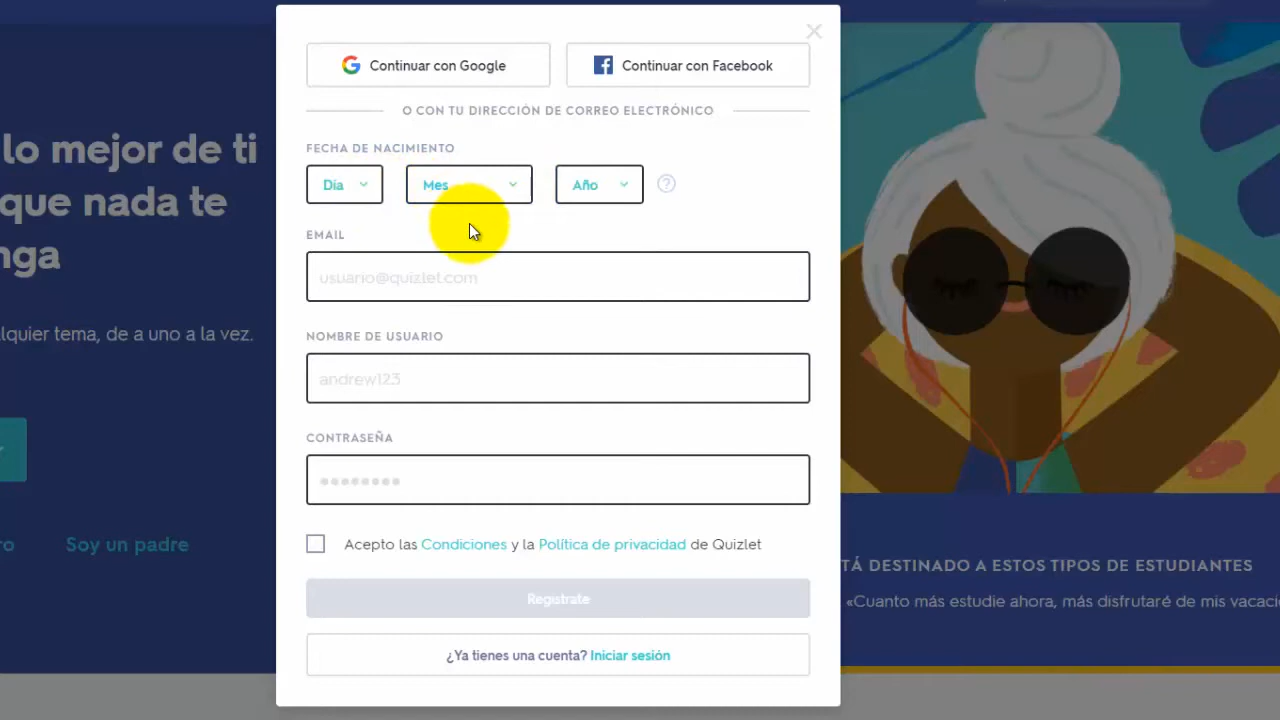 Continuar con Google
Continuar con Facebook
O CON TU DIRECCIÓN DE CORREO ELECTRÓNICO
FECHA DE NACIMIENTO
Día
Mes
Año
?
EMAIL
usuario@quizlet.com
NOMBRE DE USUARIO
andrew123
CONTRASEÑA
Acepto las Condiciones y la Política de privacidad de Quizlet
Regístrate
¿Ya tienes una cuenta? Iniciar sesión
lo mejor de ti
que nada te
nga
lquier tema, de a uno a la vez.
ro
Soy un padre
TÁ DESTINADO A ESTOS TIPOS DE ESTUDIANTES
«Cuanto más estudie ahora, más disfrutaré de mis vacaci